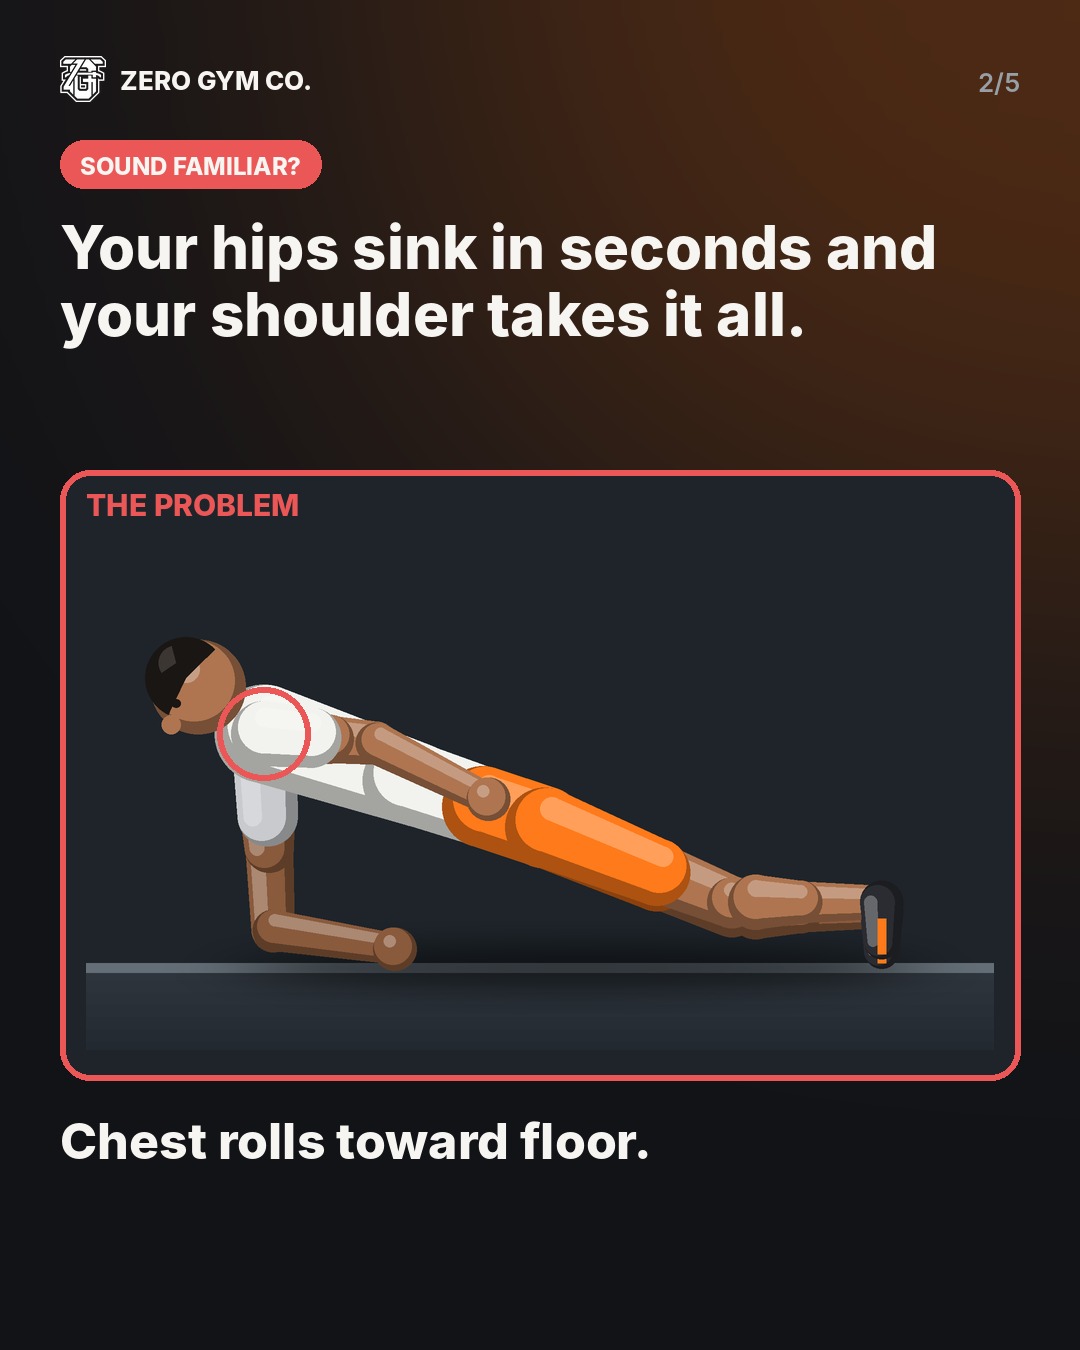 ZERO GYM CO.
2/5
SOUND FAMILIAR?
Your hips sink in seconds and
your shoulder takes it all.
THE PROBLEM
Chest rolls toward floor.